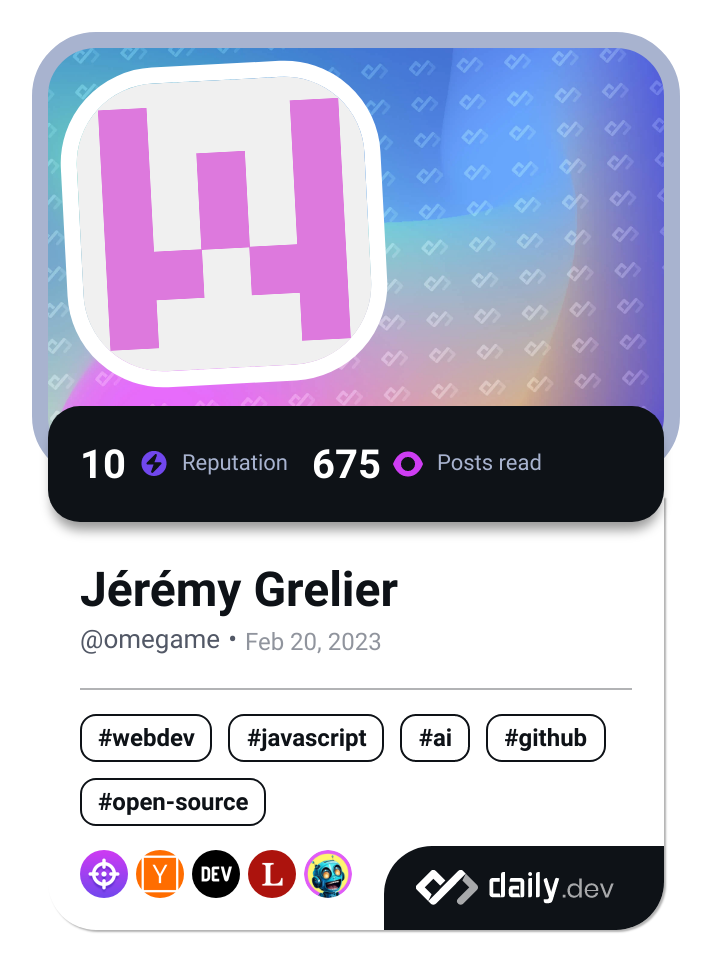 10 Reputation 675 Posts read
Jérémy Grelier
@omegame • Feb 20, 2023
#webdev #javascript #ai #github
#open-source
Y DEV L
daily.dev